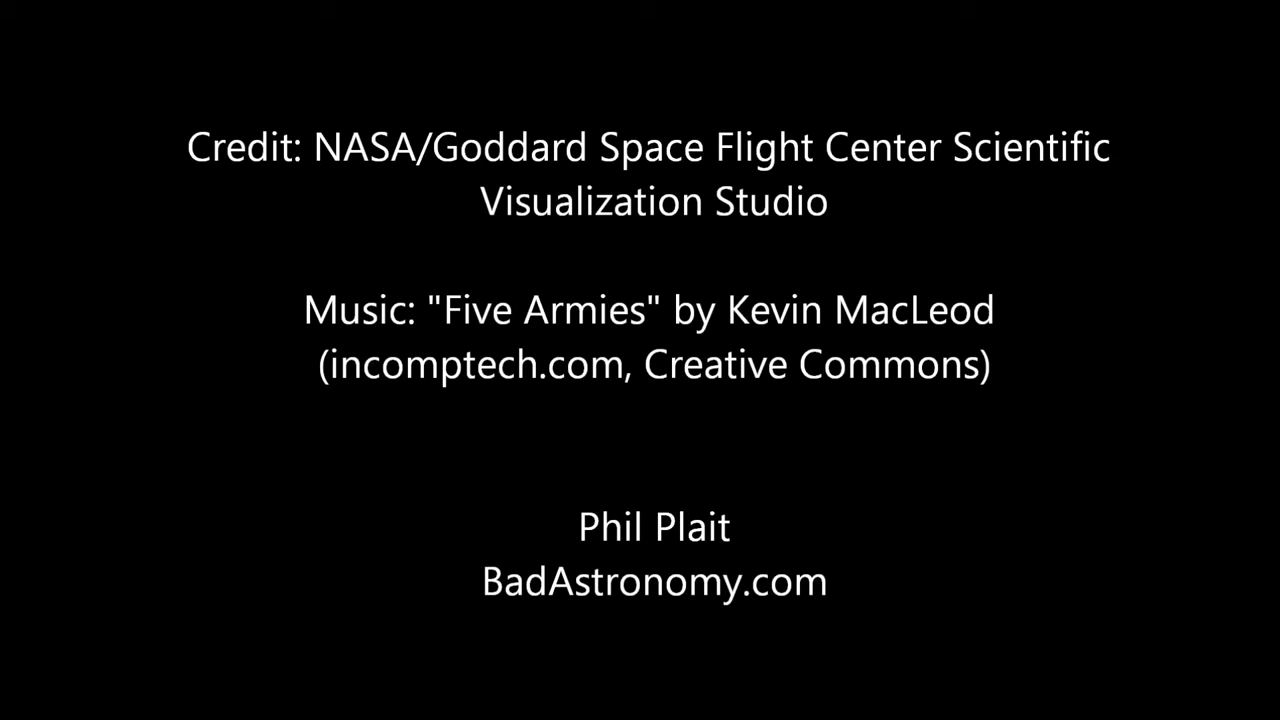 Credit: NASA/Goddard Space Flight Center Scientific
Visualization Studio
Music: "Five Armies" by Kevin MacLeod
(incomptech.com, Creative Commons)
Phil Plait
BadAstronomy.com